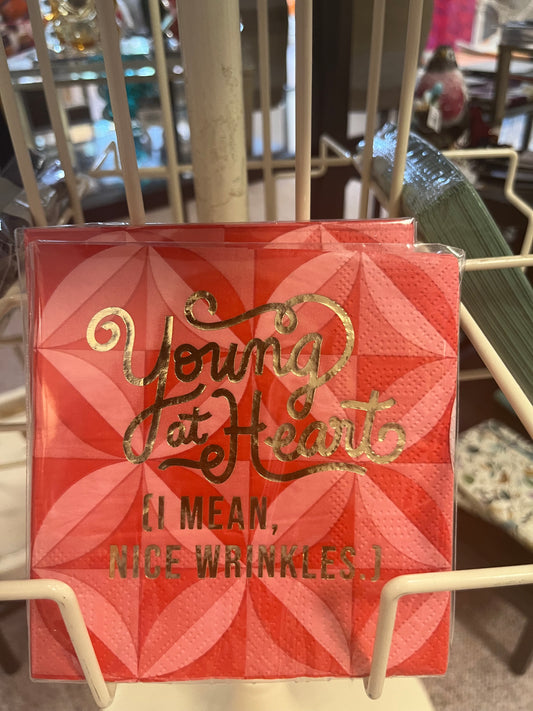 Young
at Heart
(I MEAN,
NICE WRINKLES.)